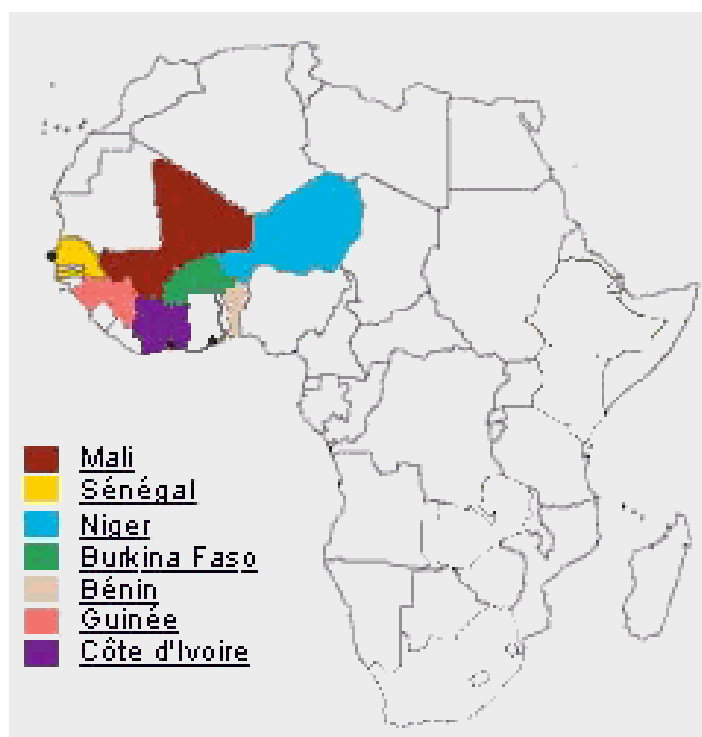 Mali
Sénégal
Niger
Burkina Faso
Bénin
Guinée
Côte d'Ivoire